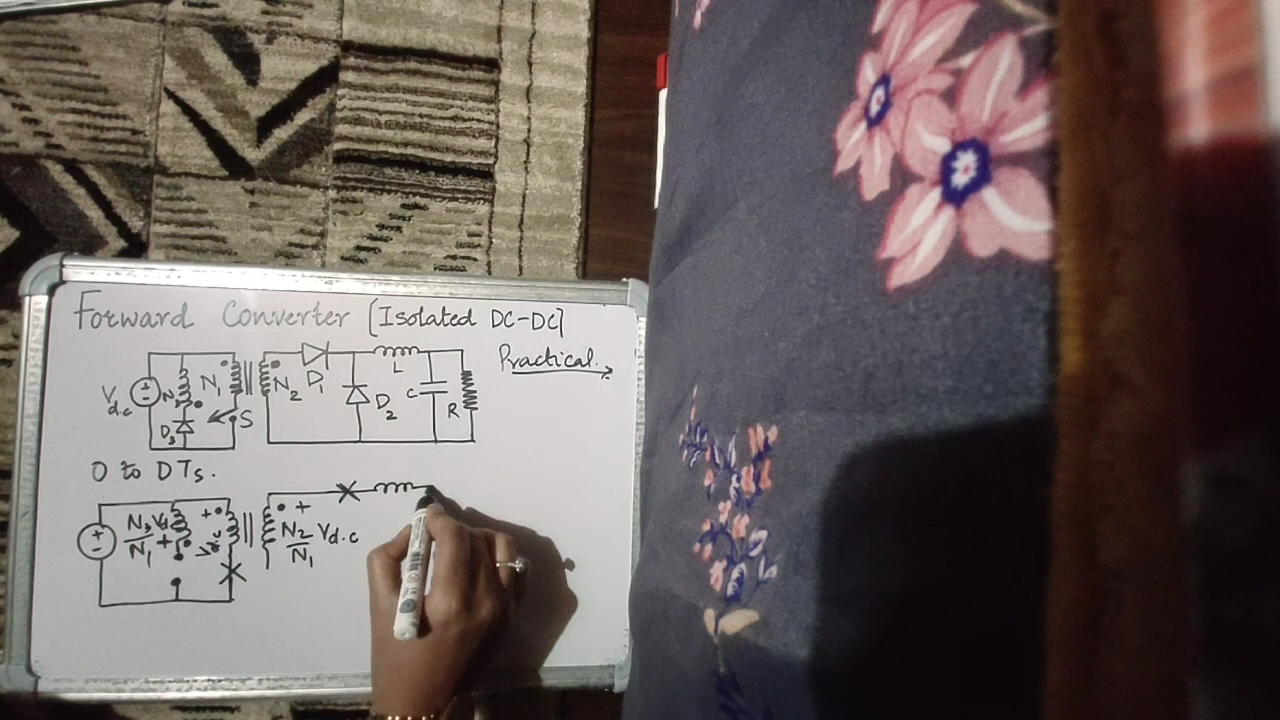 Forward Converter [Isolated DC-DC]
Practical.
V d.c N3 N1 N2 D1 L
D3 S D2 C R
0 to DTs.
N3/N1 Vd + + Vd.c + N2/N1 Vd.c